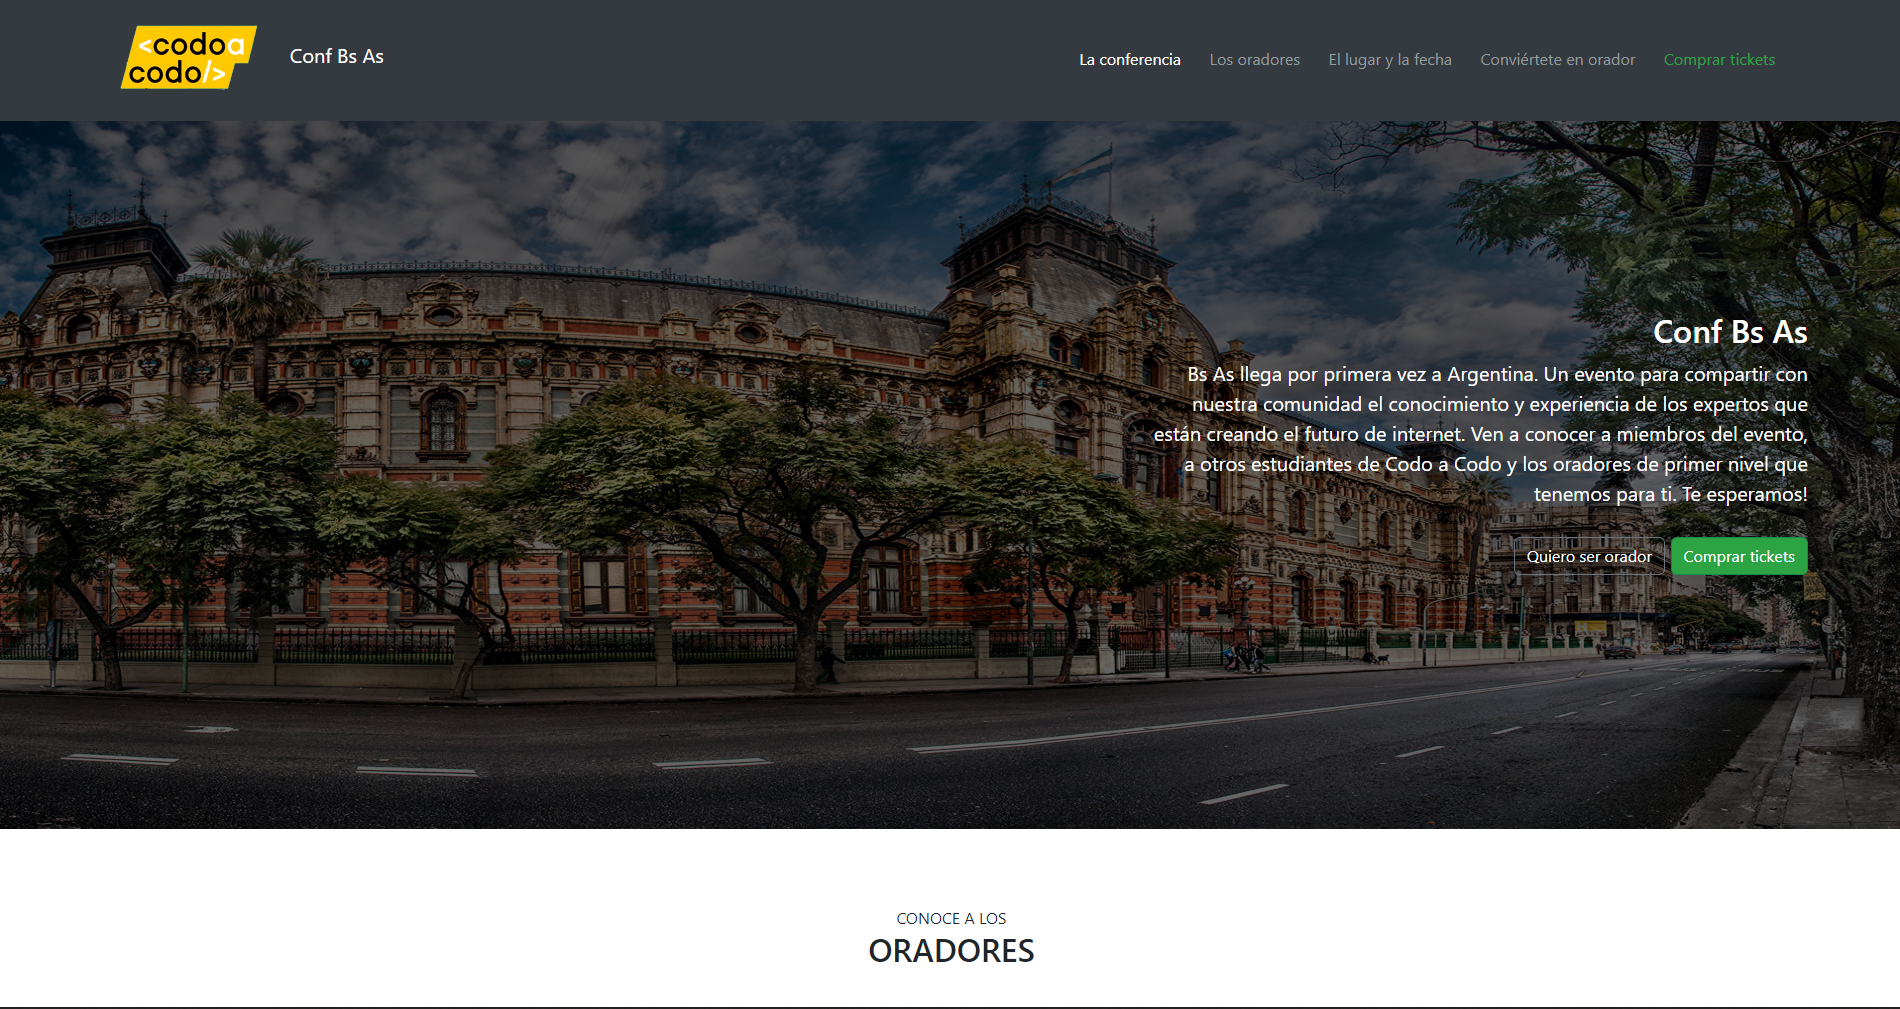 <codo a
codo/>
Conf Bs As
La conferencia
Los oradores
El lugar y la fecha
Conviértete en orador
Comprar tickets
Conf Bs As
Bs As llega por primera vez a Argentina. Un evento para compartir con
nuestra comunidad el conocimiento y experiencia de los expertos que
están creando el futuro de internet. Ven a conocer a miembros del evento,
a otros estudiantes de Codo a Codo y los oradores de primer nivel que
tenemos para ti. Te esperamos!
Quiero ser orador
Comprar tickets
CONOCE A LOS
ORADORES